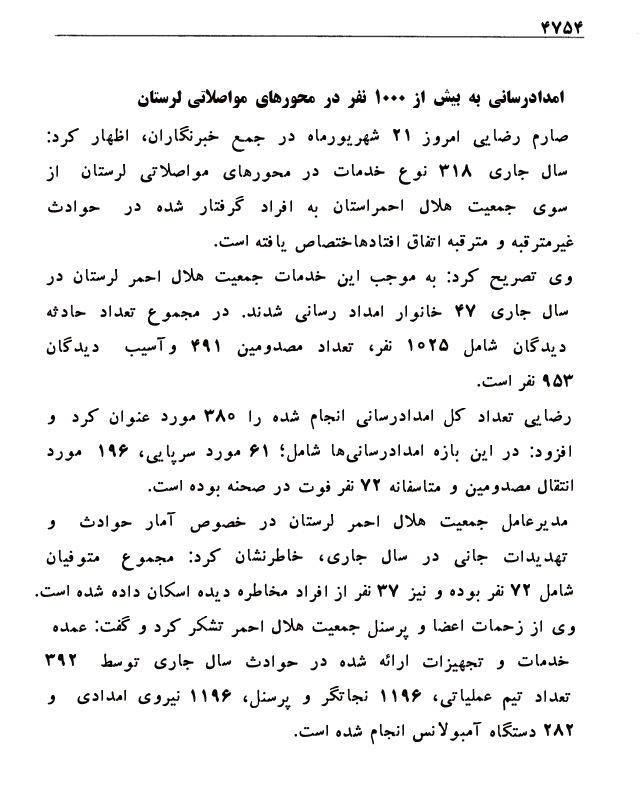 ۴۷۵۴
امدادرسانی به بیش از ۱۰۰۰ نفر در محورهای مواصلاتی لرستان
صارم رضایی امروز ۲۱ شهریورماه در جمع خبرنگاران، اظهار کرد:
سال جاری ۳۱۸ نوع خدمات در محورهای مواصلاتی لرستان از
سوی جمعیت هلال احمراستان به افراد گرفتار شده در حوادث
غیرمترقبه و مترقبه اتفاق افتادهاختصاص یافته است.
وی تصریح کرد: به موجب این خدمات جمعیت هلال احمر لرستان در
سال جاری ۴۷ خانوار امداد رسانی شدند. در مجموع تعداد حادثه
دیدگان شامل ۱۰۲۵ نفر، تعداد مصدومین ۴۹۱ وآسیب دیدگان
۹۵۳ نفر است.
رضایی تعداد کل امدادرسانی انجام شده را ۳۸۰ مورد عنوان کرد و
افزود: در این بازه امدادرسانی‌ها شامل؛ ۶۱ مورد سرپایی، ۱۹۶ مورد
انتقال مصدومین و متاسفانه ۷۲ نفر فوت در صحنه بوده است.
مدیرعامل جمعیت هلال احمر لرستان در خصوص آمار حوادث و
تهدیدات جانی در سال جاری، خاطرنشان کرد: مجموع متوفیان
شامل ۷۲ نفر بوده و نیز ۳۷ نفر از افراد مخاطره دیده اسکان داده شده است.
وی از زحمات اعضا و پرسنل جمعیت هلال احمر تشکر کرد و گفت: عمده
خدمات و تجهیزات ارائه شده در حوادث سال جاری توسط ۳۹۲
تعداد تیم عملیاتی، ۱۱۹۶ نجاتگر و پرسنل، ۱۱۹۶ نیروی امدادی و
۲۸۲ دستگاه آمبولانس انجام شده است.